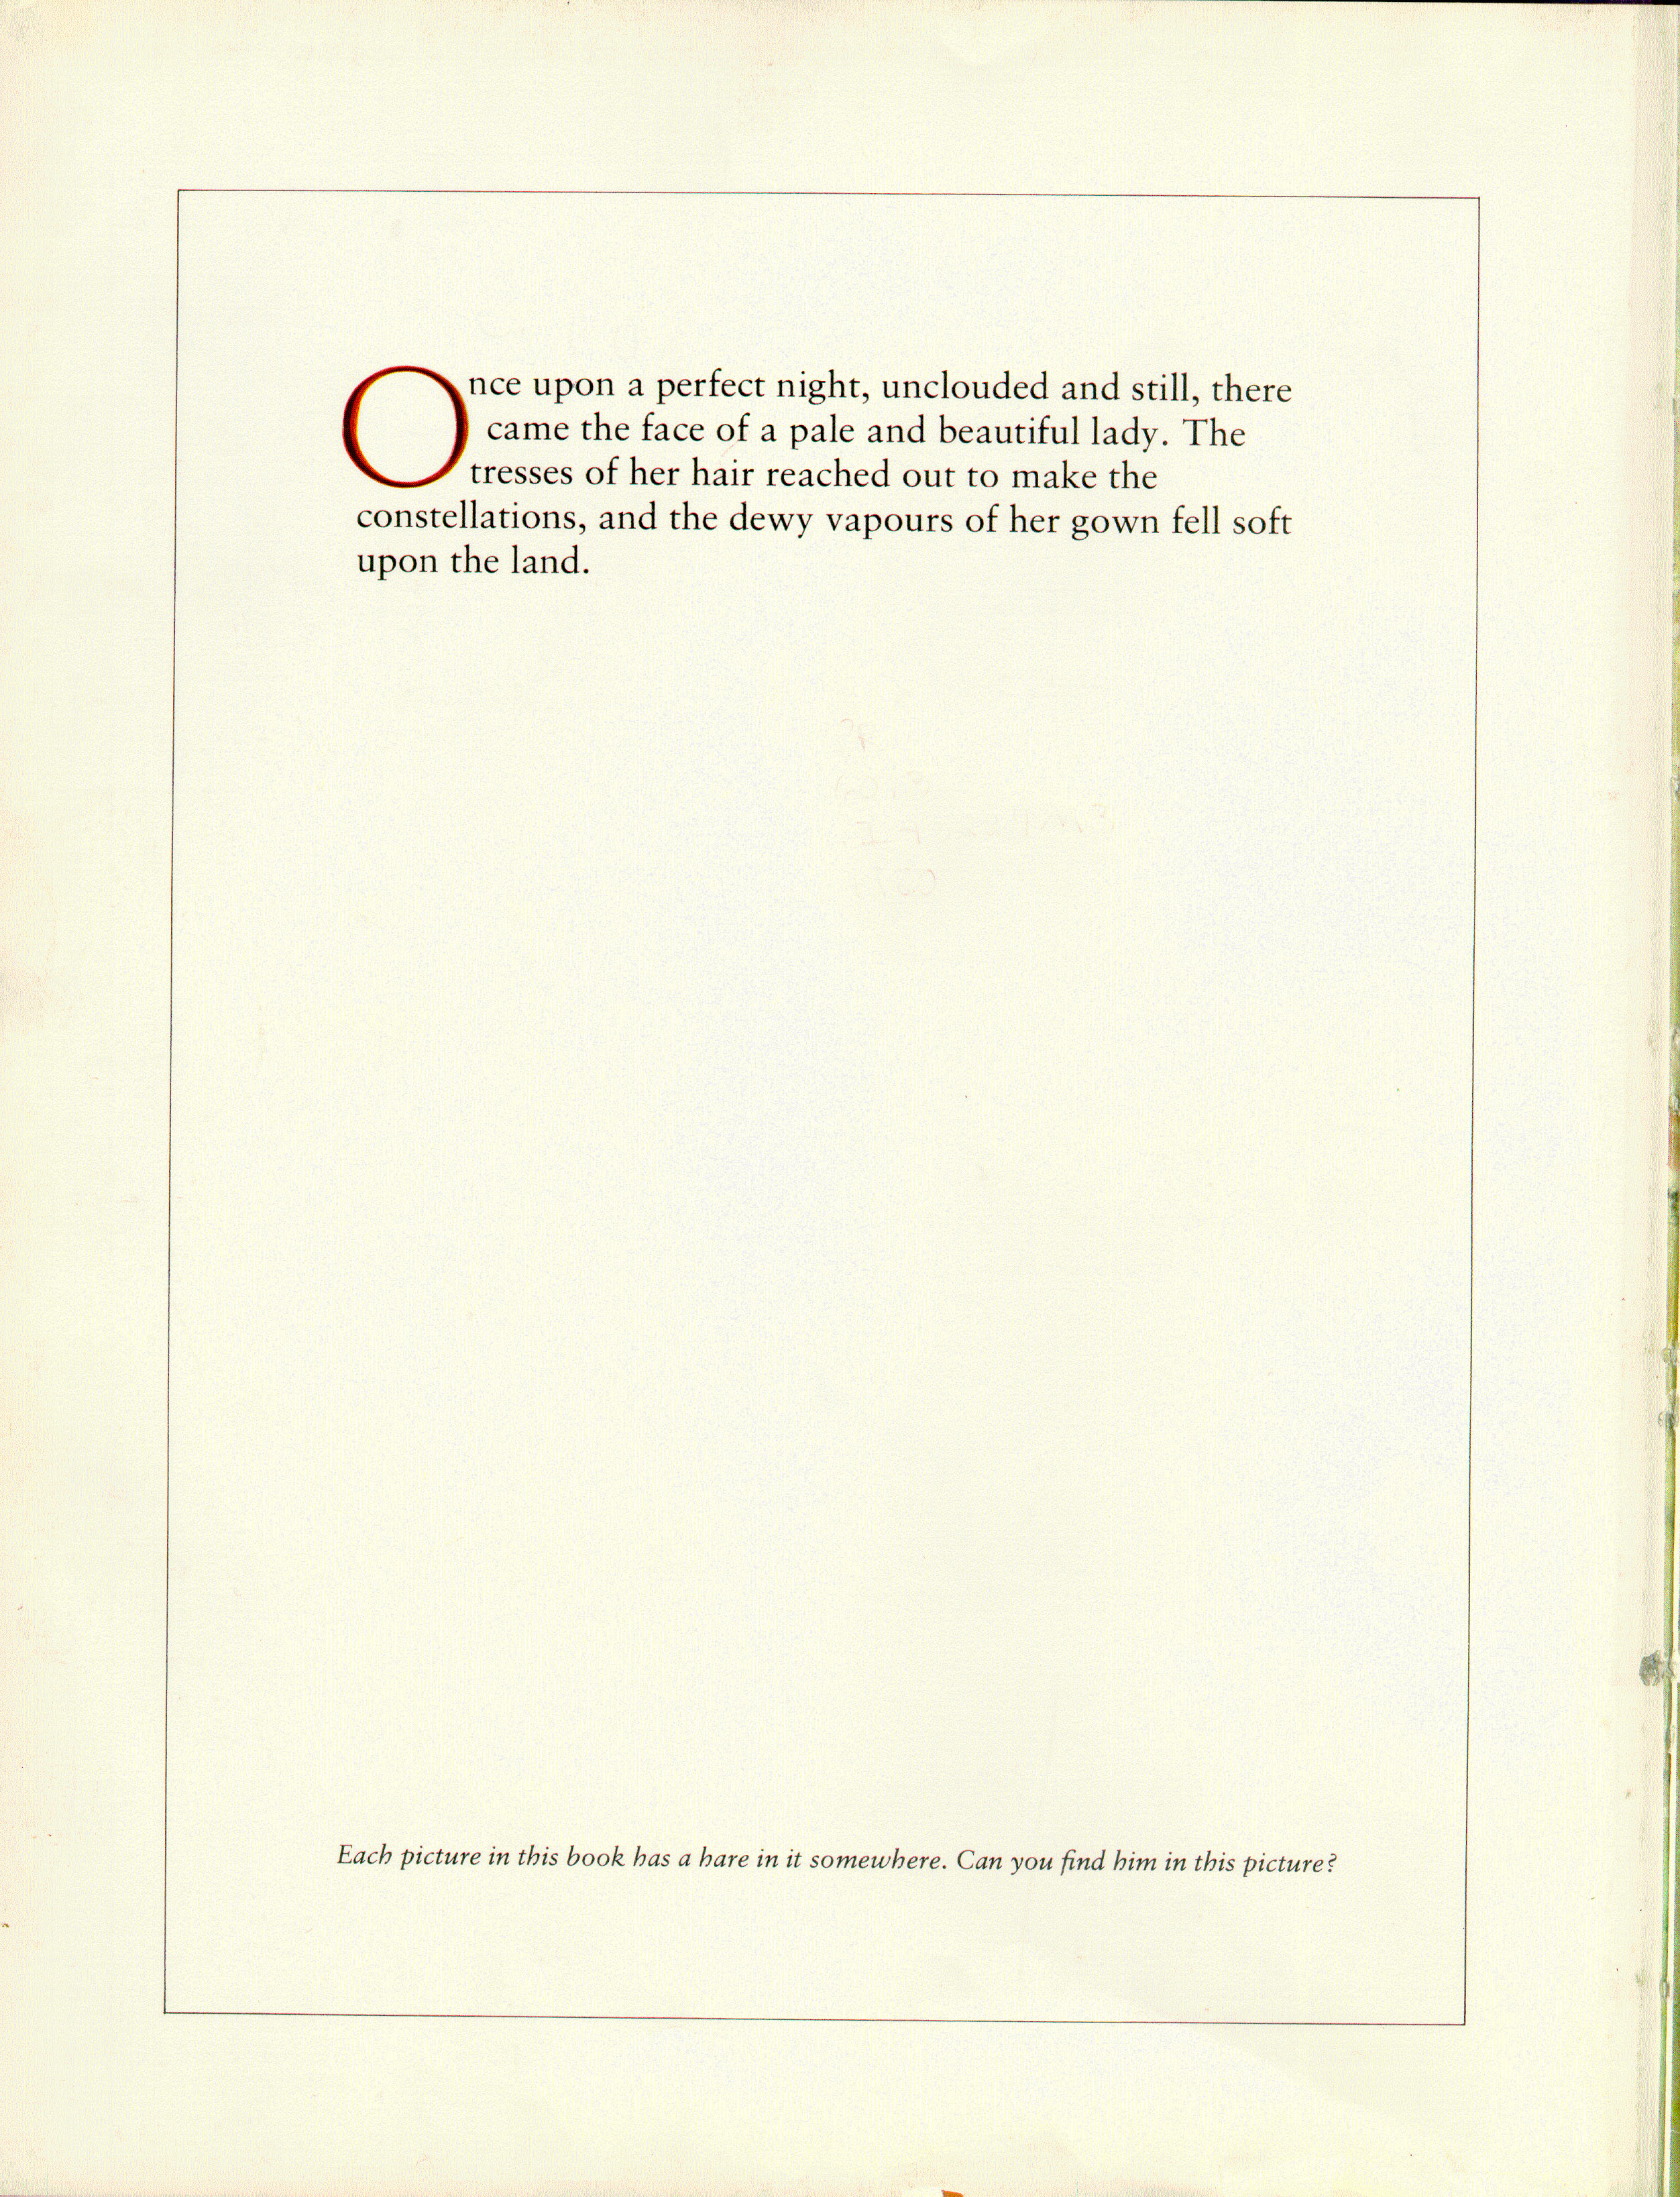 Once upon a perfect night, unclouded and still, there
came the face of a pale and beautiful lady. The
tresses of her hair reached out to make the
constellations, and the dewy vapours of her gown fell soft
upon the land.
Each picture in this book has a hare in it somewhere. Can you find him in this picture?